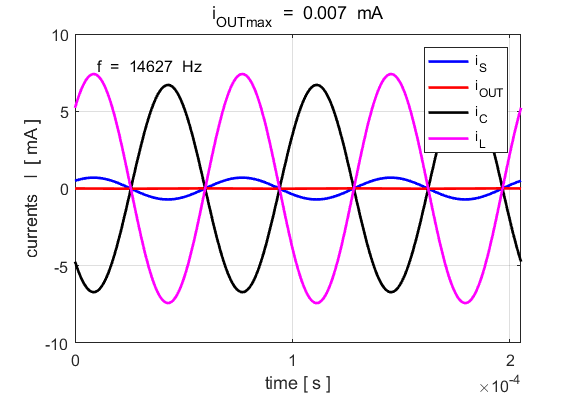 i_OUTmax = 0.007 mA
f = 14627 Hz
i_S
i_OUT
i_C
i_L
currents I [ mA ]
10
5
0
-5
-10
0 1 2
time [ s ]
×10^-4